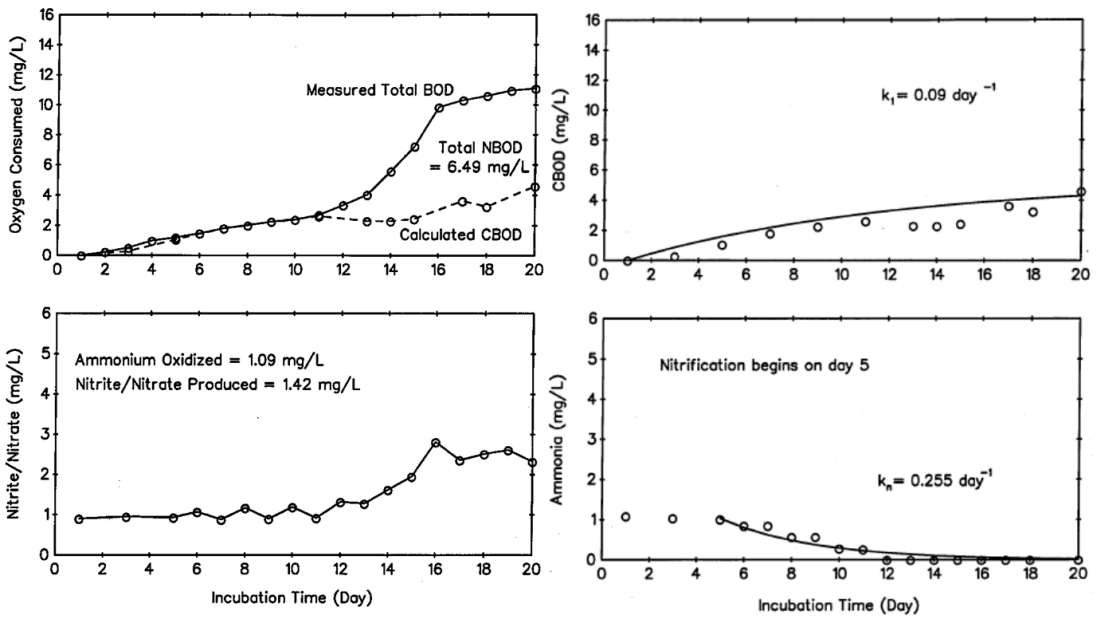 16
14
12
10
8
6
4
2
0
Oxygen Consumed (mg/L)
Measured Total BOD
Total NBOD
= 6.49 mg/L
Calculated CBOD
0 2 4 6 8 10 12 14 16 18 20
16
14
12
10
8
6
4
2
0
CBOD (mg/L)
k₁= 0.09 day ⁻¹
0 2 4 6 8 10 12 14 16 18 20
6
5
4
3
2
1
0
Nitrite/Nitrate (mg/L)
Ammonium Oxidized = 1.09 mg/L
Nitrite/Nitrate Produced = 1.42 mg/L
0 2 4 6 8 10 12 14 16 18 20
Incubation Time (Day)
6
5
4
3
2
1
0
Ammonia (mg/L)
Nitrification begins on day 5
kₙ= 0.255 day⁻¹
0 2 4 6 8 10 12 14 16 18 20
Incubation Time (Day)